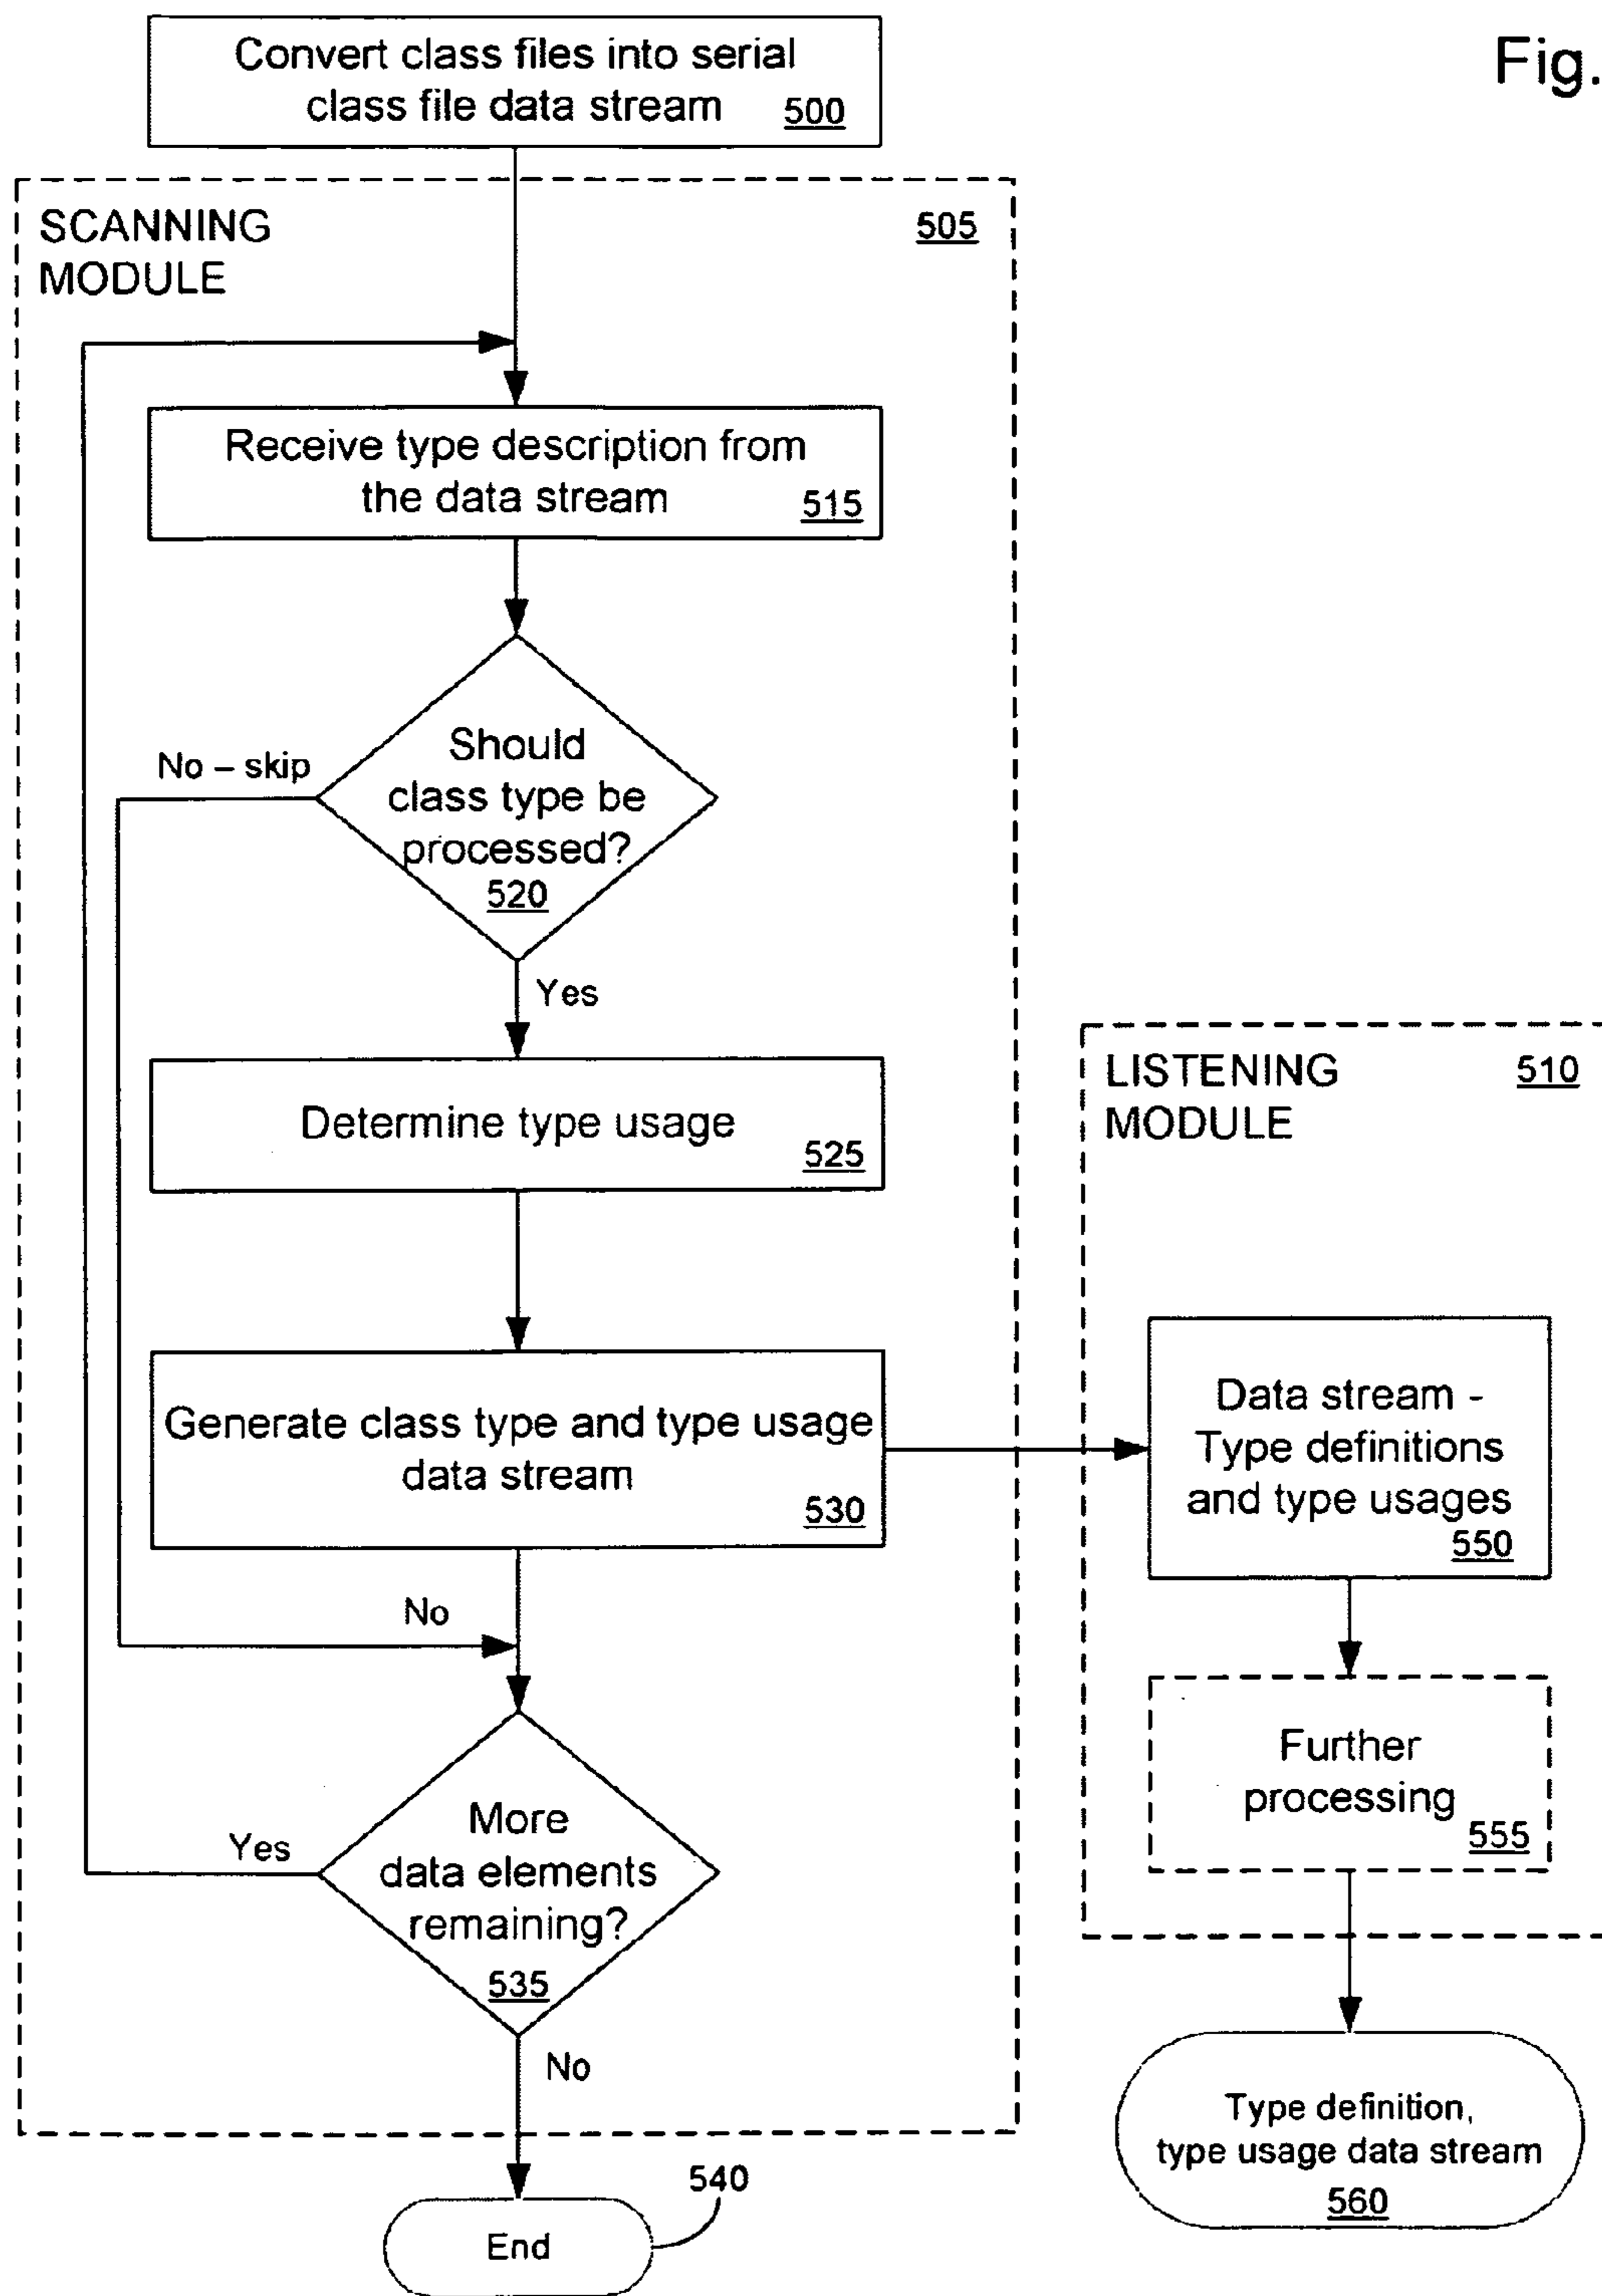 Fig.
Convert class files into serial
class file data stream 500
SCANNING
MODULE
505
Receive type description from
the data stream 515
Should
class type be
processed?
520
No – skip
Yes
Determine type usage
525
Generate class type and type usage
data stream
530
No
More
data elements
remaining?
535
Yes
No
End
540
LISTENING
MODULE
510
Data stream -
Type definitions
and type usages
550
Further
processing
555
Type definition,
type usage data stream
560